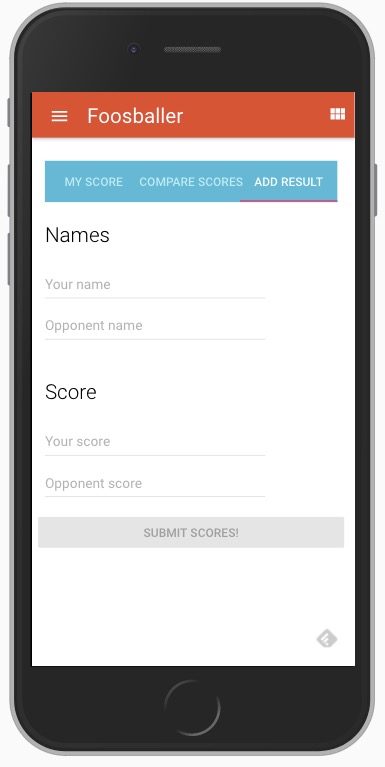 Foosballer
MY SCORE COMPARE SCORES ADD RESULT
Names
Your name
Opponent name
Score
Your score
Opponent score
SUBMIT SCORES!